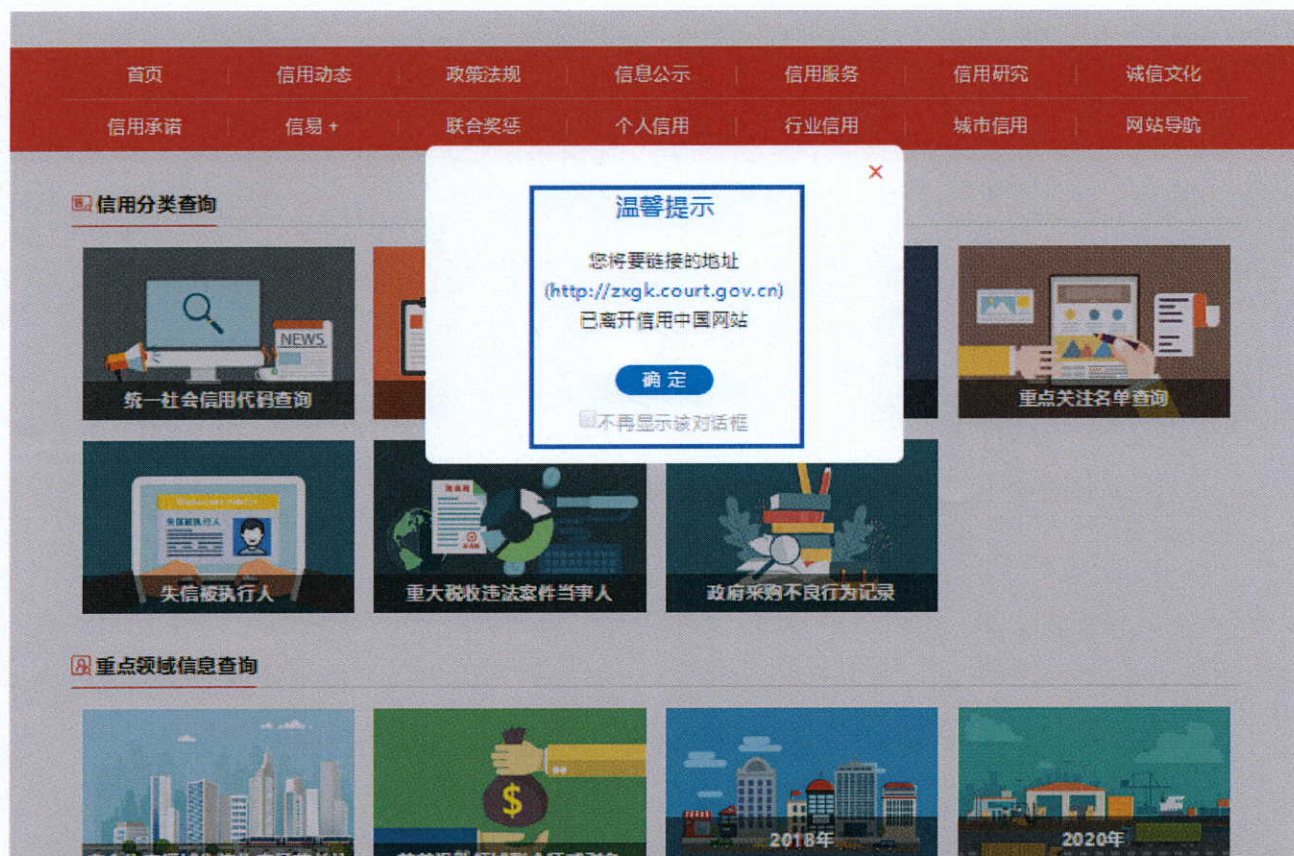 首页
信用动态
政策法规
信息公示
信用服务
信用研究
诚信文化
信用承诺
信易 +
联合奖惩
个人信用
行业信用
城市信用
网站导航
信用分类查询
温馨提示
您将要链接的地址
(http://zxgk.court.gov.cn)
已离开信用中国网站
确 定
不再显示该对话框
NEWS
统一社会信用代码查询
重点关注名单查询
失信被执行人
失信被执行人
重大税收违法案件当事人
政府采购不良行为记录
重点领域信息查询
2018年
2020年